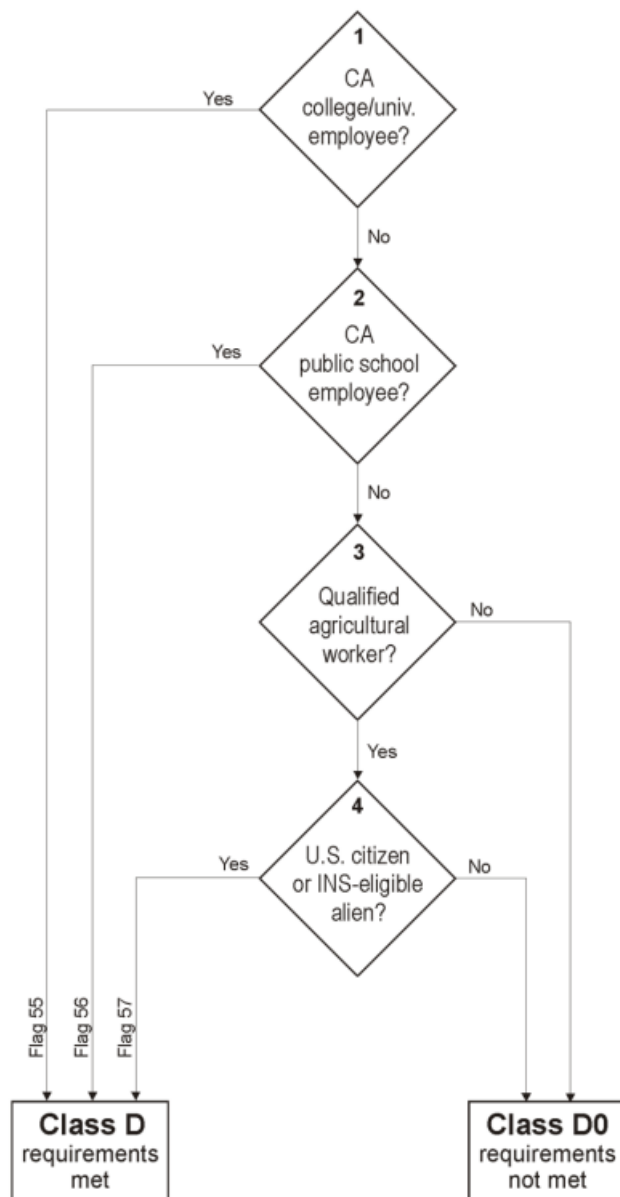 1
CA
college/univ.
employee?
Yes
No
2
CA
public school
employee?
Yes
No
3
Qualified
agricultural
worker?
No
Yes
4
U.S. citizen
or INS-eligible
alien?
Yes
No
Flag 55
Flag 56
Flag 57
Class D
requirements
met
Class D0
requirements
not met